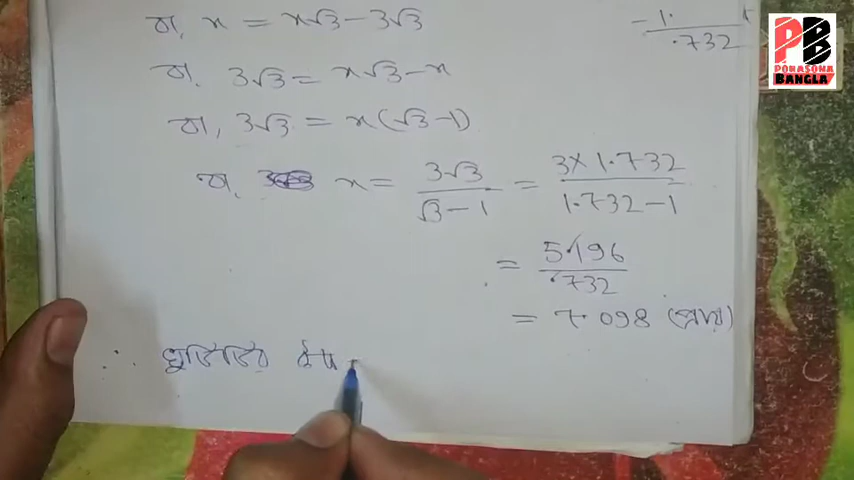 বা, x = x√3 - 3√3
বা, 3√3 = x√3 - x
বা, 3√3 = x(√3 - 1)
বা, x = 3√3 / √3 - 1 = 3 × 1.732 / 1.732 - 1
= 5.196 / .732
= 7.098 (প্রায়)
∴ খুটিটির
- 1.
.732
PB
PONASONA
BANGLA